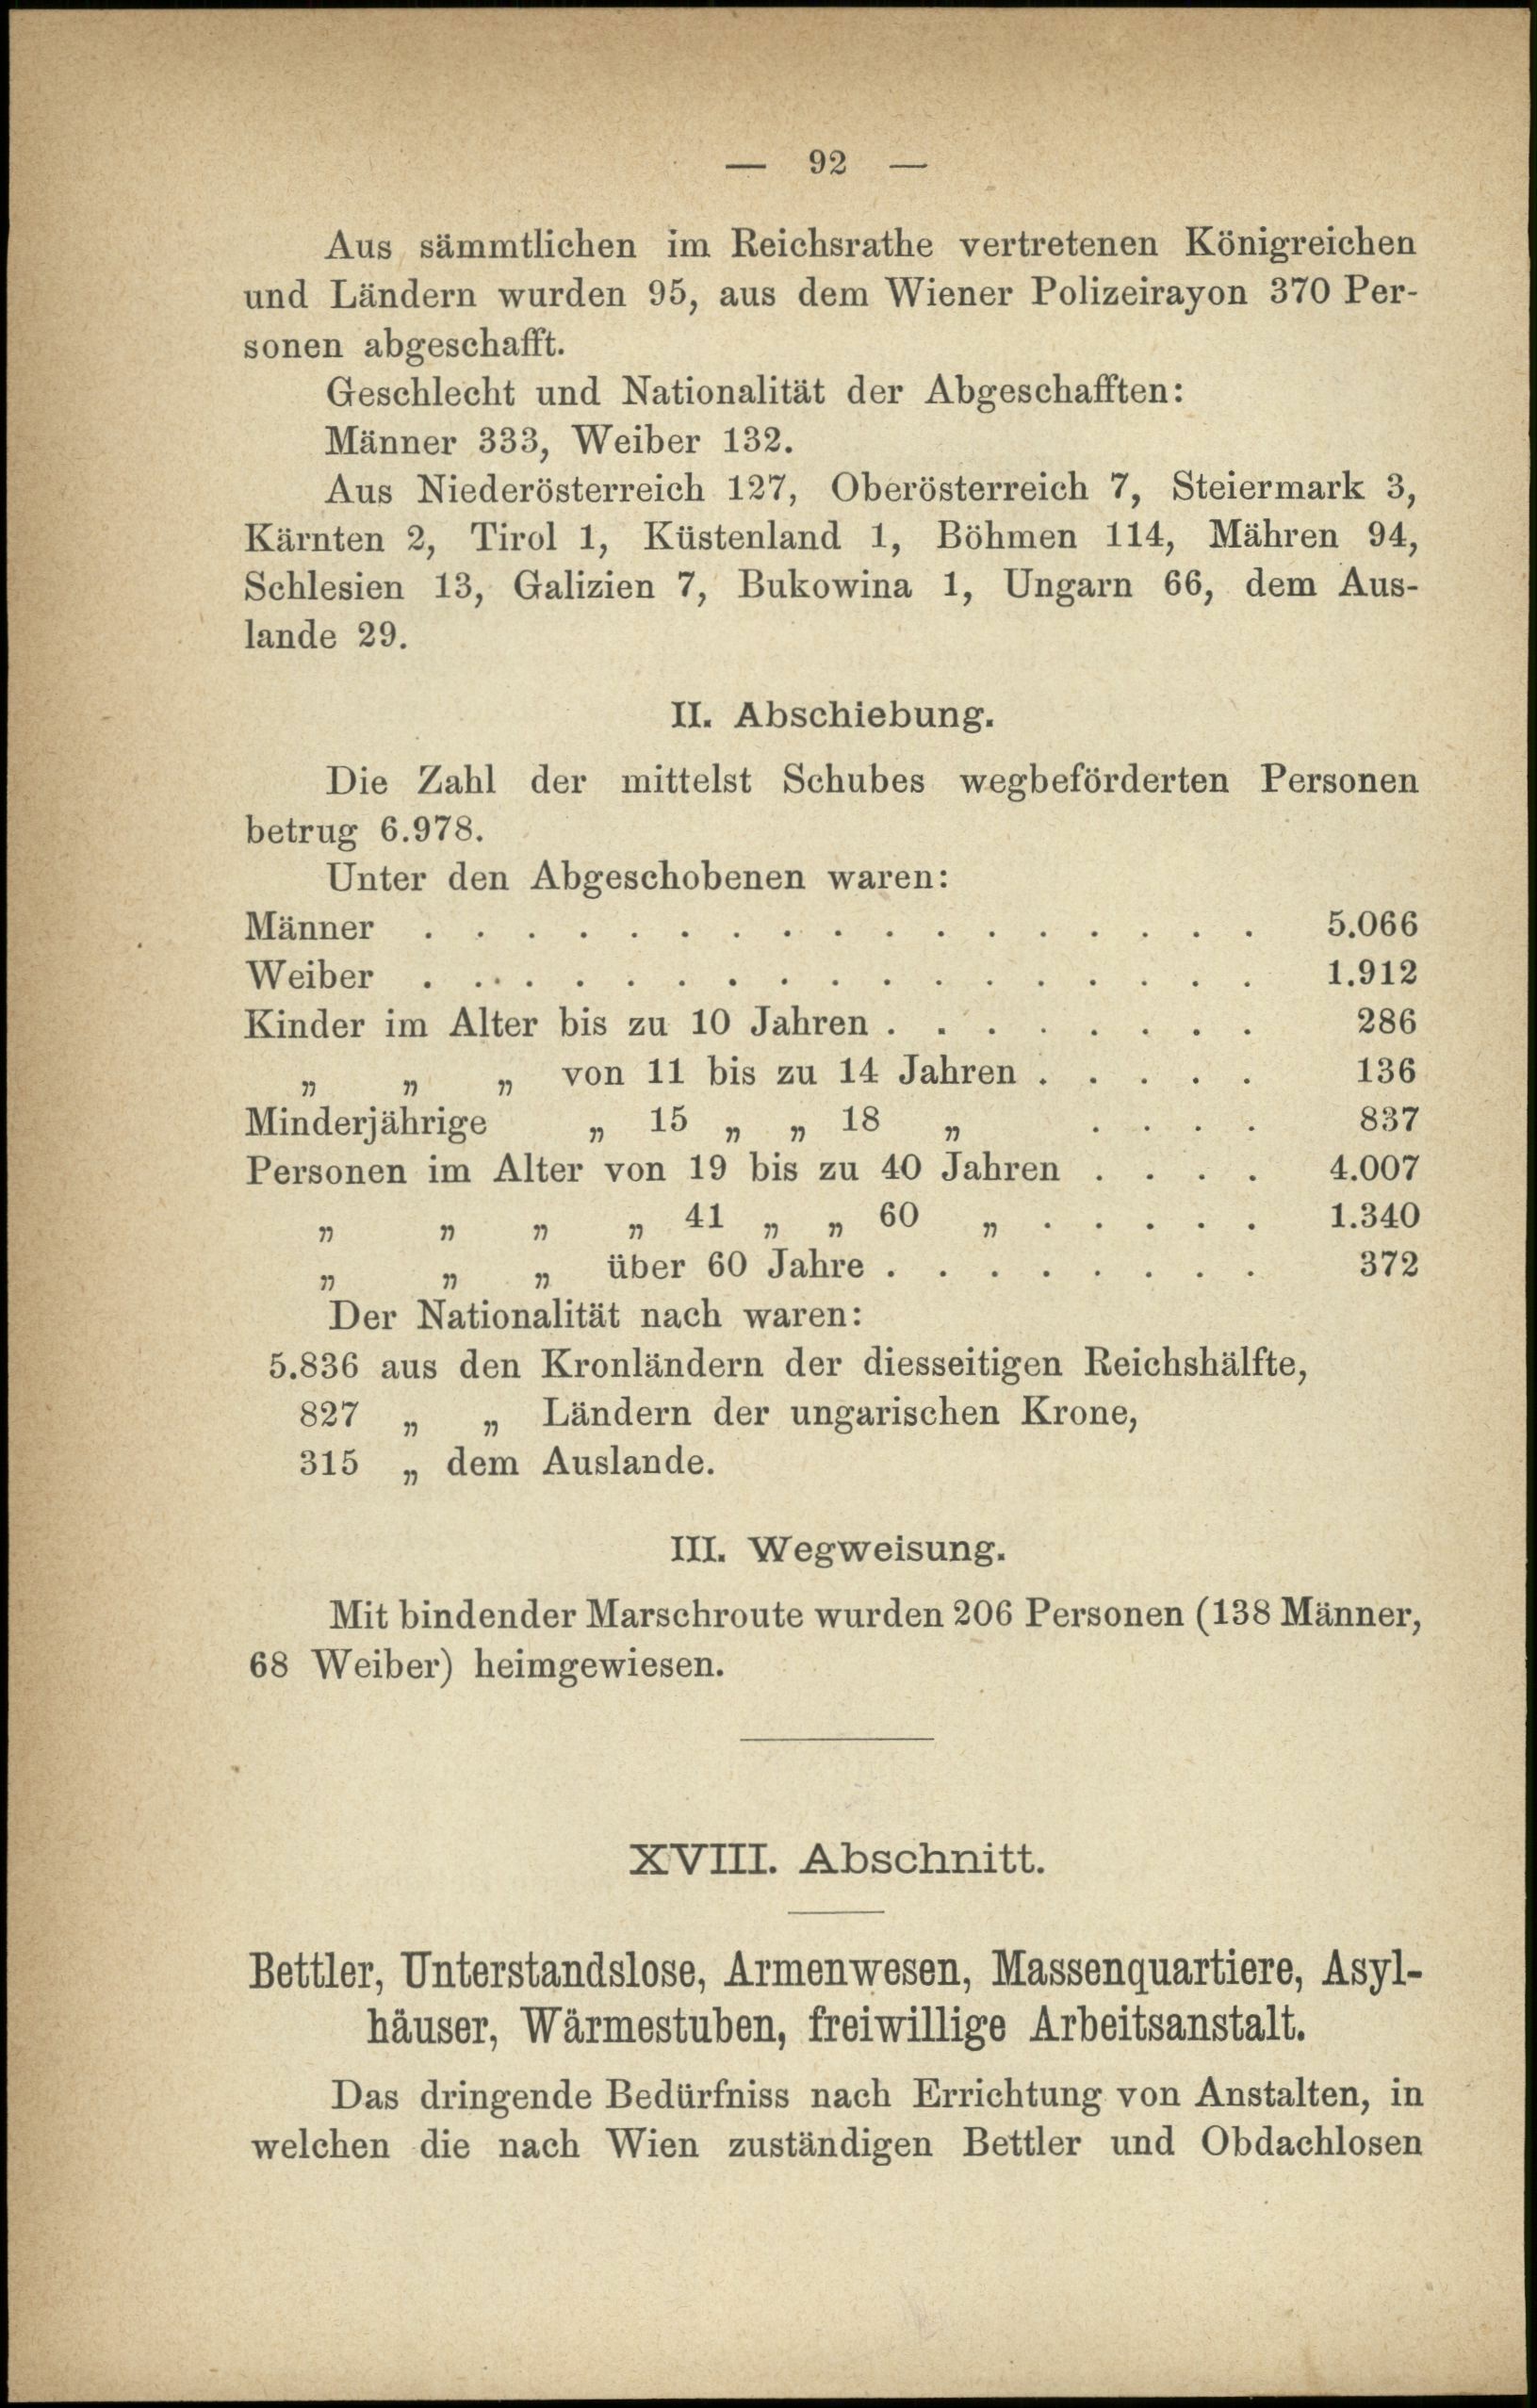 — 92 —
Aus sämmtlichen im Reichsrathe vertretenen Königreichen
und Ländern wurden 95, aus dem Wiener Polizeirayon 370 Per-
sonen abgeschafft.
Geschlecht und Nationalität der Abgeschafften:
Männer 333, Weiber 132.
Aus Niederösterreich 127, Oberösterreich 7, Steiermark 3,
Kärnten 2, Tirol 1, Küstenland 1, Böhmen 114, Mähren 94,
Schlesien 13, Galizien 7, Bukowina 1, Ungarn 66, dem Aus-
lande 29.
II. Abschiebung.
Die Zahl der mittelst Schubes wegbeförderten Personen
betrug 6.978.
Unter den Abgeschobenen waren:
Männer . . . . . . . . . . . . . . . . . 5.066
Weiber . . . . . . . . . . . . . . . . . 1.912
Kinder im Alter bis zu 10 Jahren . . . . . . . . 286
„ „ „ von 11 bis zu 14 Jahren . . . . . 136
Minderjährige „ 15 „ „ 18 „ . . . . 837
Personen im Alter von 19 bis zu 40 Jahren . . . . 4.007
„ „ „ „ 41 „ „ 60 „ . . . . . 1.340
„ „ „ über 60 Jahre . . . . . . . . 372
Der Nationalität nach waren:
5.836 aus den Kronländern der diesseitigen Reichshälfte,
827 „ „ Ländern der ungarischen Krone,
315 „ dem Auslande.
III. Wegweisung.
Mit bindender Marschroute wurden 206 Personen (138 Männer,
68 Weiber) heimgewiesen.
XVIII. Abschnitt.
Bettler, Unterstandslose, Armenwesen, Massenquartiere, Asyl-
häuser, Wärmestuben, freiwillige Arbeitsanstalt.
Das dringende Bedürfniss nach Errichtung von Anstalten, in
welchen die nach Wien zuständigen Bettler und Obdachlosen